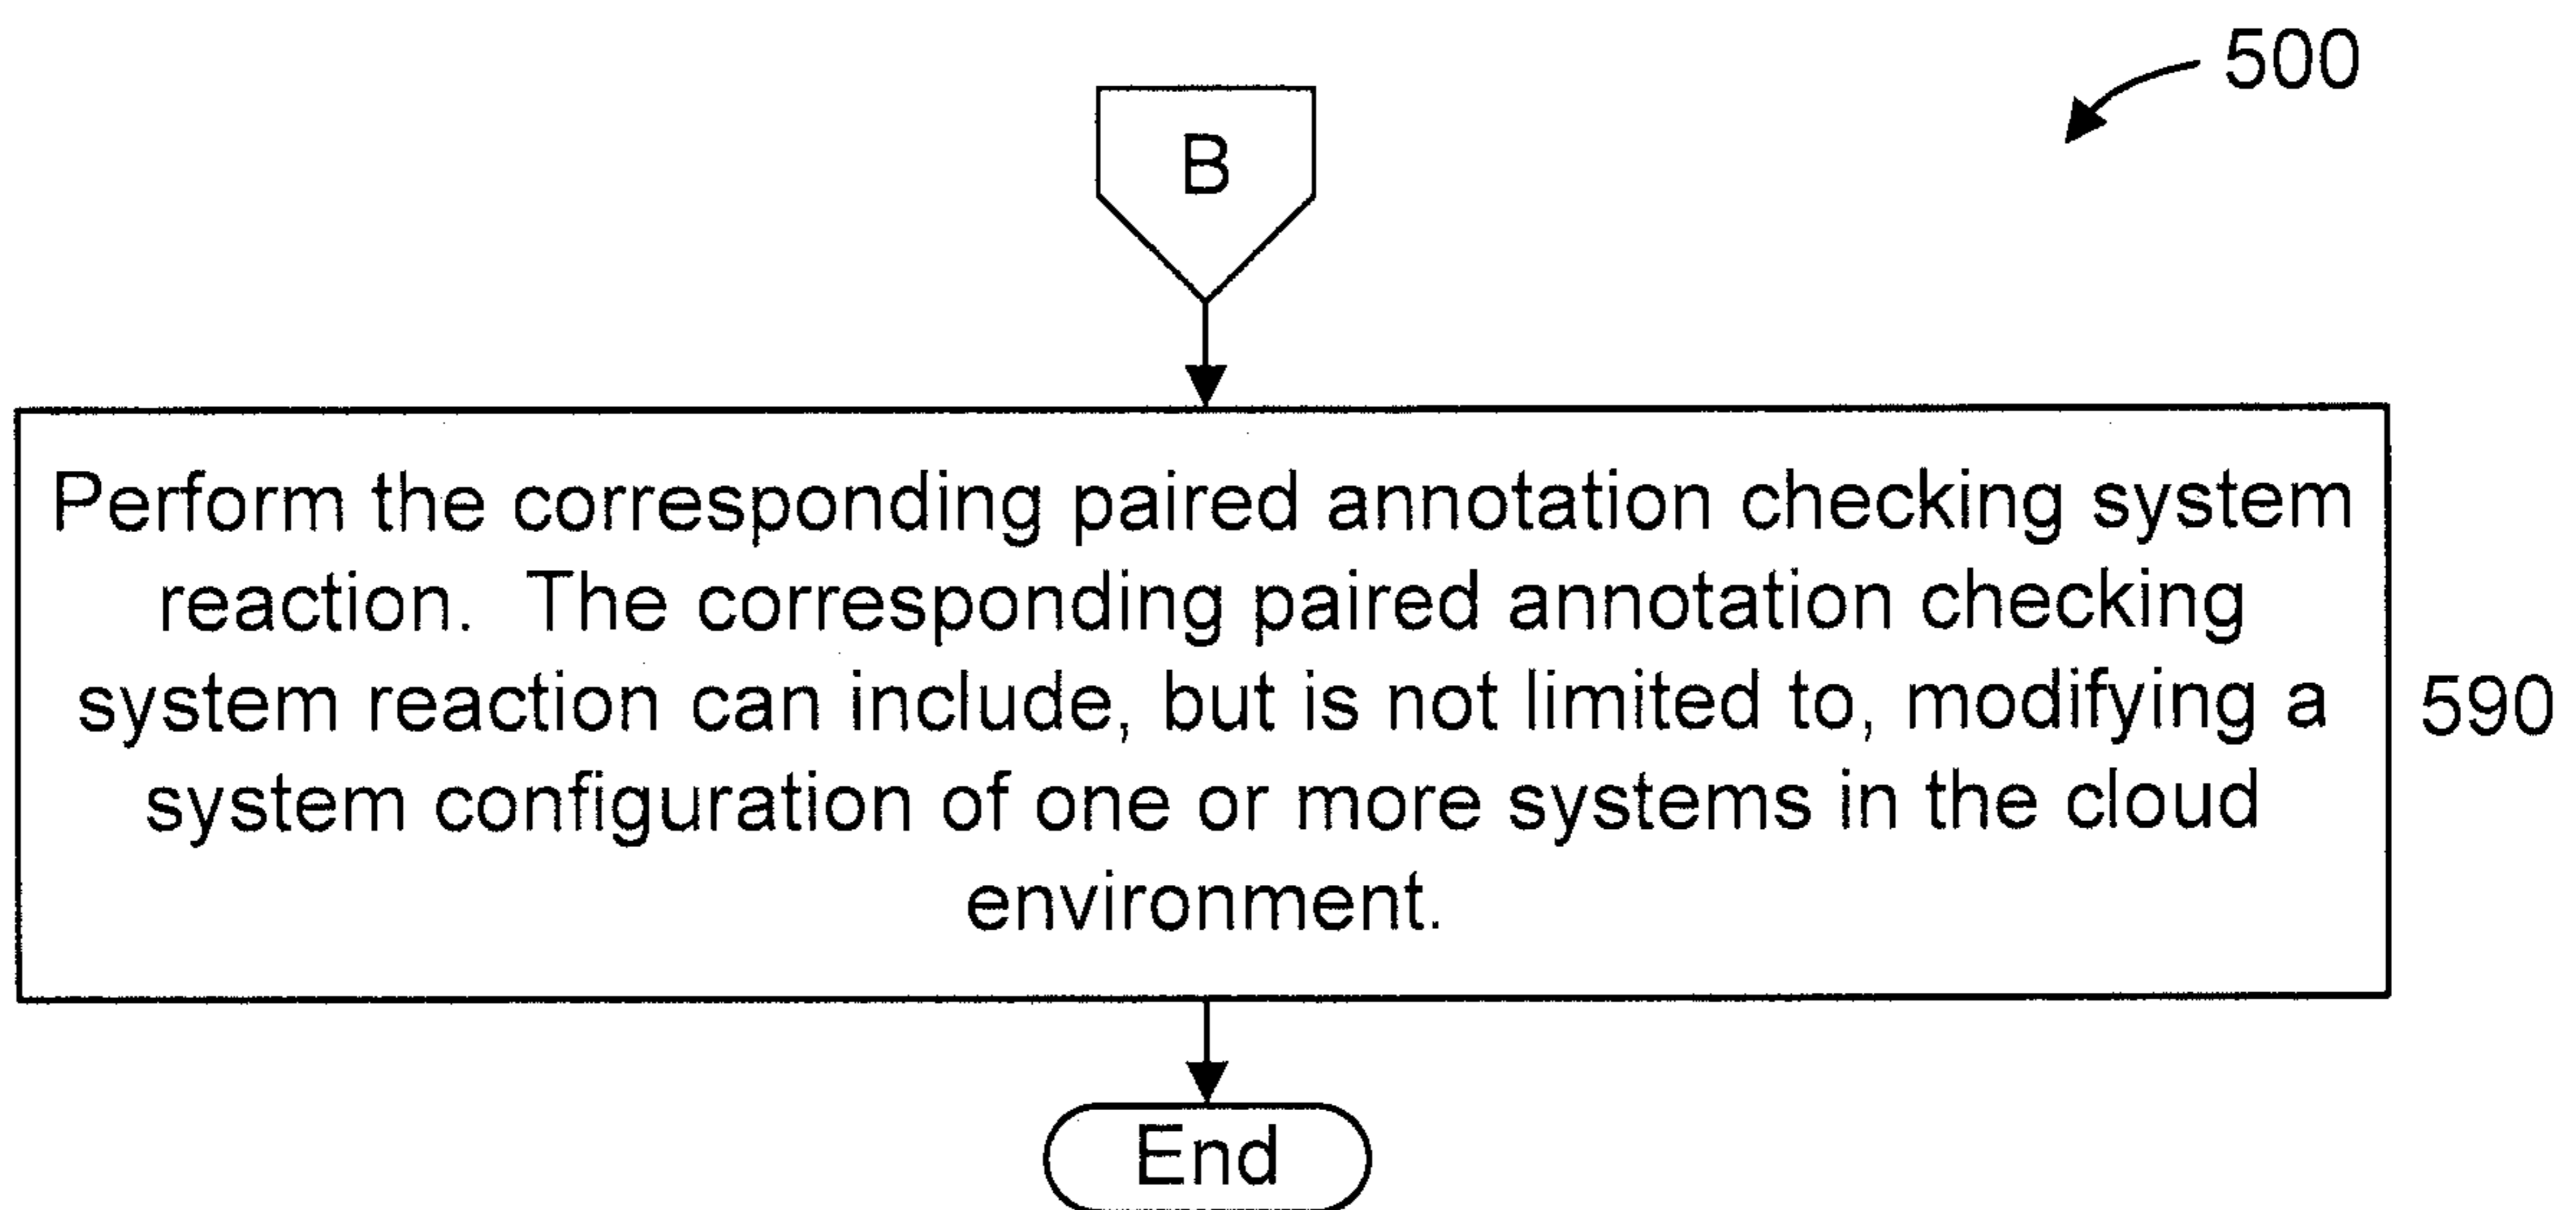 500
B
Perform the corresponding paired annotation checking system
reaction.  The corresponding paired annotation checking
system reaction can include, but is not limited to, modifying a
system configuration of one or more systems in the cloud
environment.
590
End